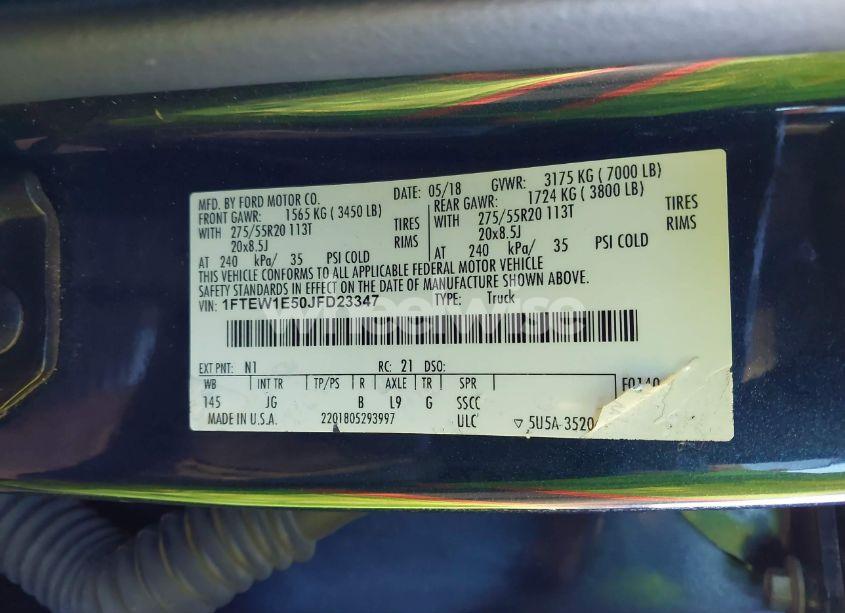 MFD. BY FORD MOTOR CO. DATE: 05/18 GVWR: 3175 KG ( 7000 LB)
FRONT GAWR: 1565 KG ( 3450 LB) REAR GAWR: 1724 KG ( 3800 LB)
WITH 275/55R20 113T TIRES WITH 275/55R20 113T TIRES
20x8.5J RIMS 20x8.5J RIMS
AT 240 kPa/ 35 PSI COLD AT 240 kPa/ 35 PSI COLD
THIS VEHICLE CONFORMS TO ALL APPLICABLE FEDERAL MOTOR VEHICLE
SAFETY STANDARDS IN EFFECT ON THE DATE OF MANUFACTURE SHOWN ABOVE.
VIN: 1FTEW1E50JFD23347 TYPE: Truck
wheelwise
EXT PNT: N1 RC: 21 DSO:
WB INT TR TP/PS R AXLE TR SPR
145 JG B L9 G SSCC
MADE IN U.S.A. 2201805293997 ULC ▽ 5U5A-3520